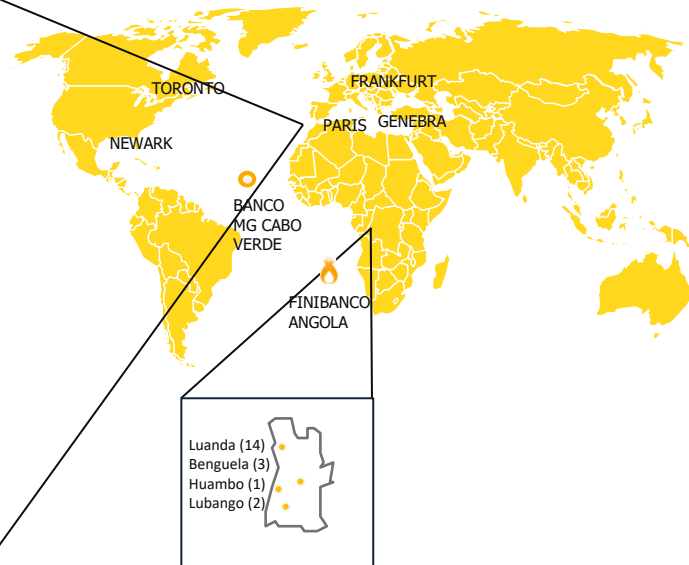 TORONTO
FRANKFURT
PARIS
GENEBRA
NEWARK
BANCO
MG CABO
VERDE
FINIBANCO
ANGOLA
Luanda (14)
Benguela (3)
Huambo (1)
Lubango (2)